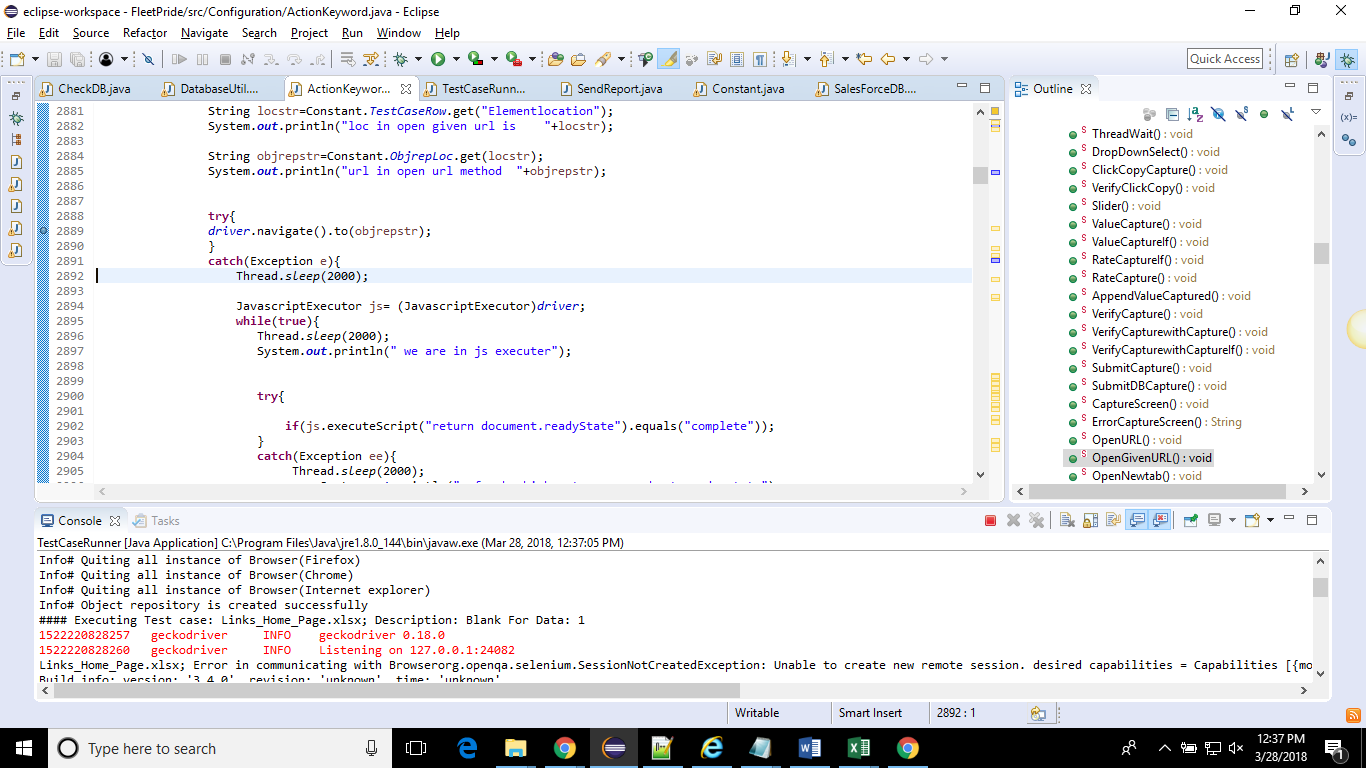 eclipse-workspace - FleetPride/src/Configuration/ActionKeyword.java - Eclipse
File Edit Source Refactor Navigate Search Project Run Window Help
Quick Access
CheckDB.java DatabaseUtil.... ActionKeywor... TestCaseRunn... SendReport.java Constant.java SalesForceDB....
2881 String locstr=Constant.TestCaseRow.get("Elementlocation");
2882 System.out.println("loc in open given url is    "+locstr);
2883
2884 String objrepstr=Constant.ObjrepLoc.get(locstr);
2885 System.out.println("url in open url method  "+objrepstr);
2886
2887
2888 try{
2889 driver.navigate().to(objrepstr);
2890 }
2891 catch(Exception e){
2892 Thread.sleep(2000);
2893
2894 JavascriptExecutor js= (JavascriptExecutor)driver;
2895 while(true){
2896 Thread.sleep(2000);
2897 System.out.println(" we are in js executer");
2898
2899
2900 try{
2901
2902 if(js.executeScript("return document.readyState").equals("complete"));
2903 }
2904 catch(Exception ee){
2905 Thread.sleep(2000);
Outline
ThreadWait() : void
DropDownSelect() : void
ClickCopyCapture() : void
VerifyClickCopy() : void
Slider() : void
ValueCapture() : void
ValueCaptureIf() : void
RateCaptureIf() : void
RateCapture() : void
AppendValueCaptured() : void
VerifyCapture() : void
VerifyCapturewithCapture() : void
VerifyCapturewithCaptureIf() : void
SubmitCapture() : void
SubmitDBCapture() : void
CaptureScreen() : void
ErrorCaptureScreen() : String
OpenURL() : void
OpenGivenURL() : void
OpenNewtab() : void
Console Tasks
TestCaseRunner [Java Application] C:\Program Files\Java\jre1.8.0_144\bin\javaw.exe (Mar 28, 2018, 12:37:05 PM)
Info# Quiting all instance of Browser(Firefox)
Info# Quiting all instance of Browser(Chrome)
Info# Quiting all instance of Browser(Internet explorer)
Info# Object repository is created successfully
#### Executing Test case: Links_Home_Page.xlsx; Description: Blank For Data: 1
1522220828257 geckodriver INFO geckodriver 0.18.0
1522220828260 geckodriver INFO Listening on 127.0.0.1:24082
Links_Home_Page.xlsx; Error in communicating with Browserorg.openqa.selenium.SessionNotCreatedException: Unable to create new remote session. desired capabilities = Capabilities [{mo
Build info: version: '3.4.0', revision: 'unknown', time: 'unknown'
Writable Smart Insert 2892 : 1
Type here to search
12:37 PM
3/28/2018
1